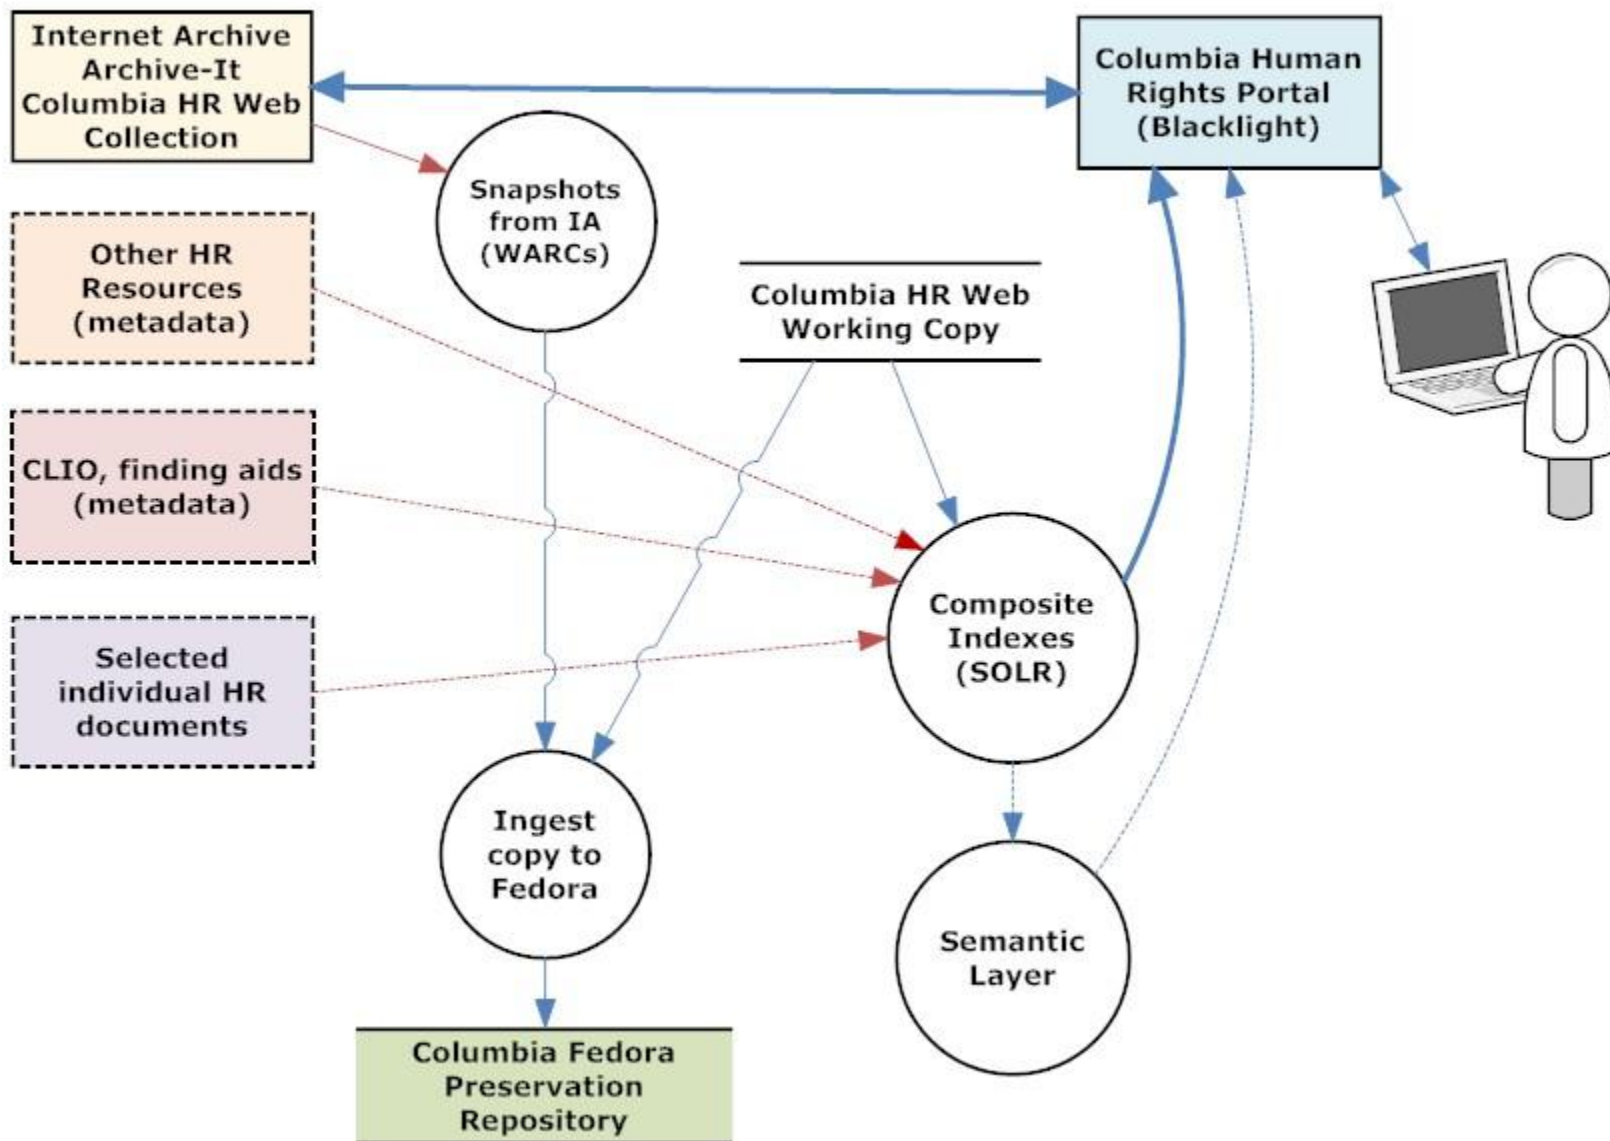 Internet Archive
Archive-It
Columbia HR Web
Collection
Columbia Human
Rights Portal
(Blacklight)
Snapshots
from IA
(WARCs)
Other HR
Resources
(metadata)
Columbia HR Web
Working Copy
CLIO, finding aids
(metadata)
Composite
Indexes
(SOLR)
Selected
individual HR
documents
Ingest
copy to
Fedora
Semantic
Layer
Columbia Fedora
Preservation
Repository